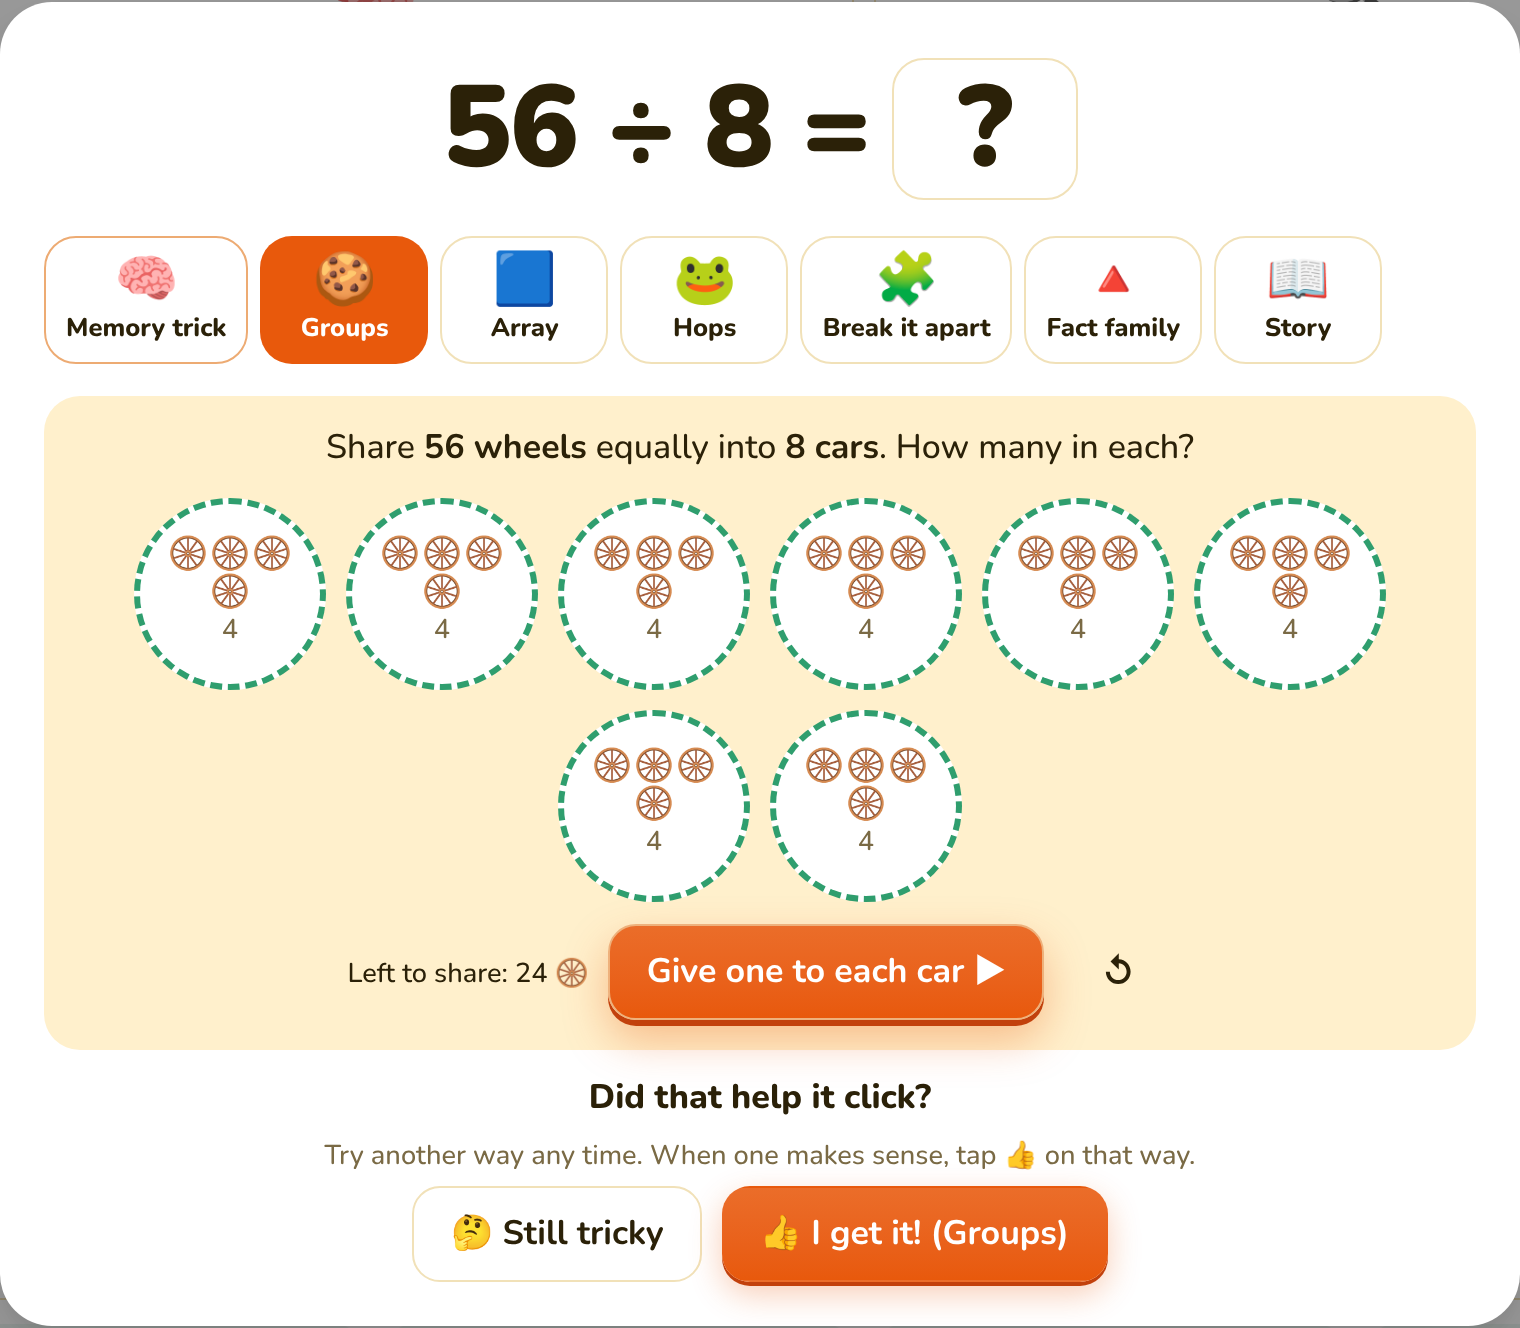 56 ÷ 8 = ?
Memory trick
Groups
Array
Hops
Break it apart
Fact family
Story
Share 56 wheels equally into 8 cars. How many in each?
4 4 4 4 4 4
4 4
Left to share: 24
Give one to each car ▶
Did that help it click?
Try another way any time. When one makes sense, tap 👍 on that way.
🤔 Still tricky
👍 I get it! (Groups)